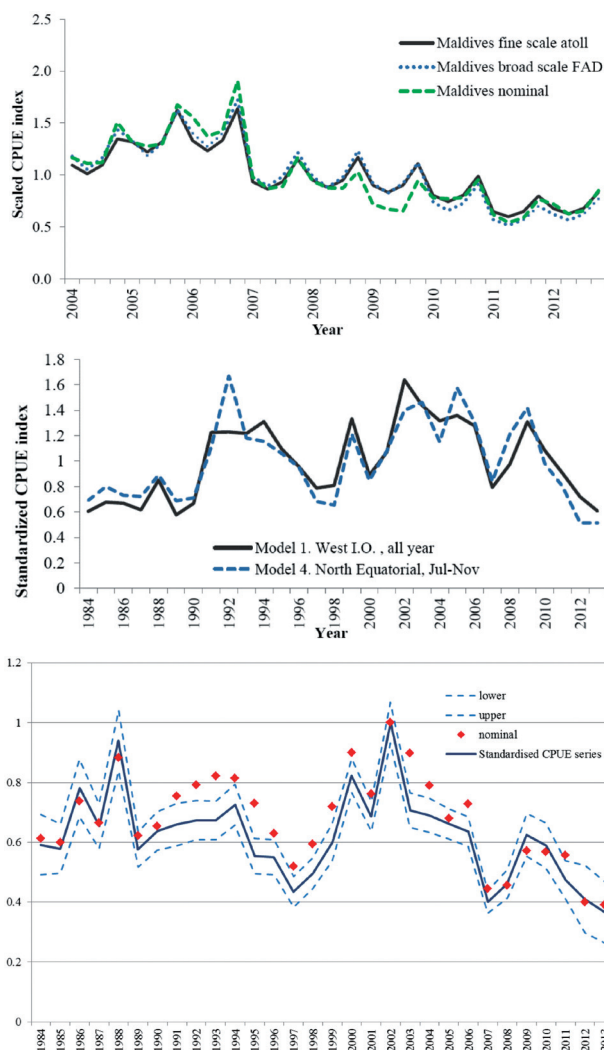 Maldives fine scale atoll
Maldives broad scale FAD
Maldives nominal
Scaled CPUE index
2.5
2.0
1.5
1.0
0.5
0.0
2004 2005 2006 2007 2008 2009 2010 2011 2012
Year
Standardized CPUE index
1.8
1.6
1.4
1.2
1
0.8
0.6
0.4
0.2
0
Model 1. West I.O. , all year
Model 4. North Equatorial, Jul-Nov
1984 1986 1988 1990 1992 1994 1996 1998 2000 2002 2004 2006 2008 2010 2012
Year
1.2
1
0.8
0.6
0.4
0.2
0
lower
upper
nominal
Standardised CPUE series
1984 1985 1986 1987 1988 1989 1990 1991 1992 1993 1994 1995 1996 1997 1998 1999 2000 2001 2002 2003 2004 2005 2006 2007 2008 2009 2010 2011 2012